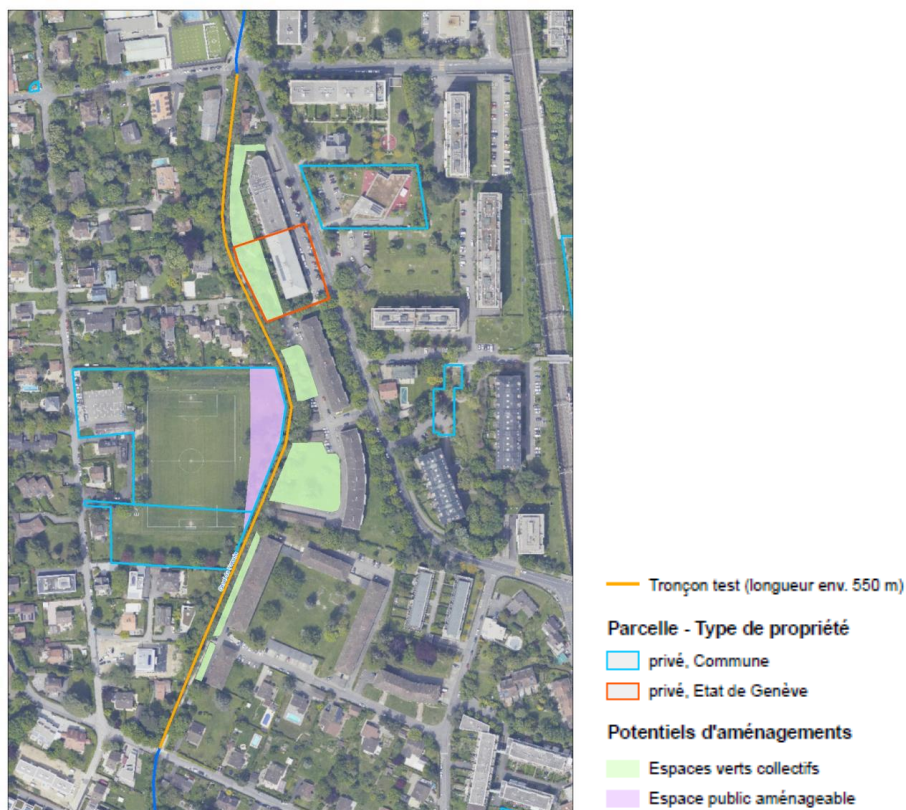 Tronçon test (longueur env. 550 m)
Parcelle - Type de propriété
privé, Commune
privé, Etat de Genève
Potentiels d'aménagements
Espaces verts collectifs
Espace public aménageable